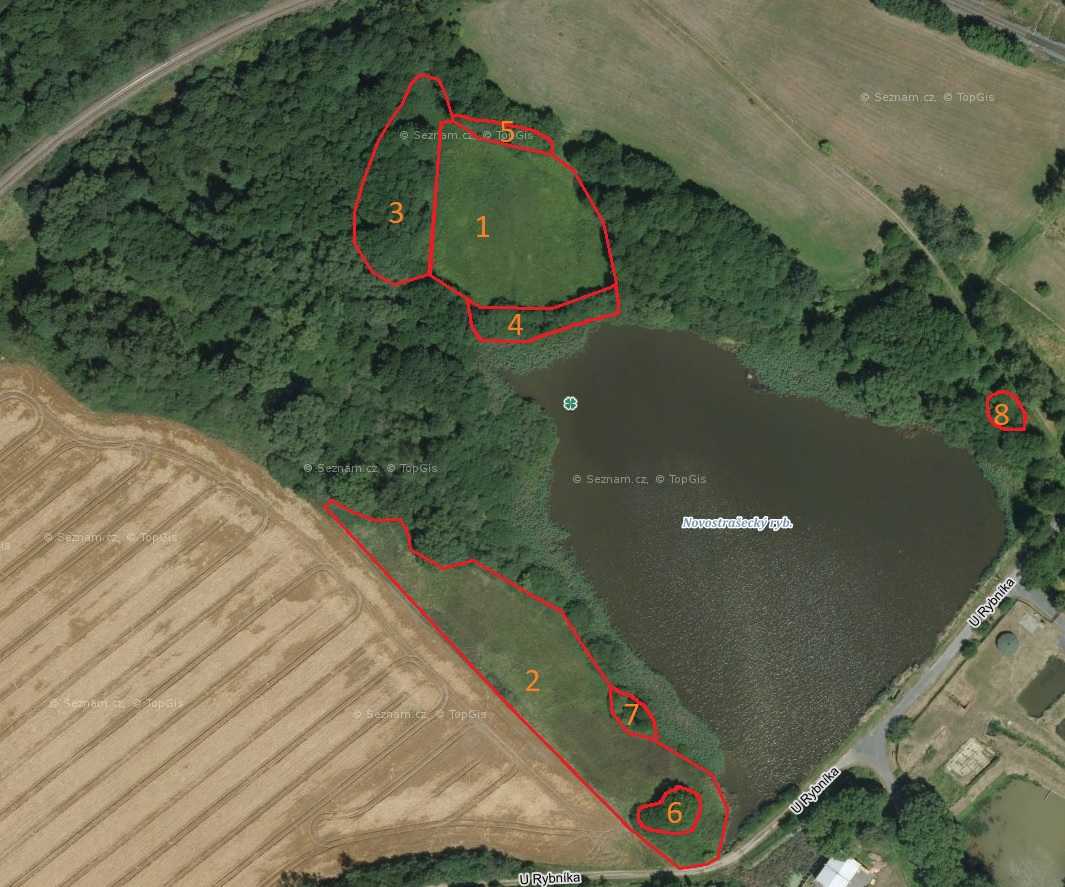 © Seznam.cz, © TopGis
© Seznam.cz, © TopGis
5
3
1
4
8
© Seznam.cz, © TopGis
© Seznam.cz, © TopGis
Novostrašecký ryb.
© Seznam.cz, © TopGis
is
U Rybníka
2
© Seznam.cz, © TopGis
© Seznam.cz, © TopGis
7
U Rybníka
6
U Rybníka